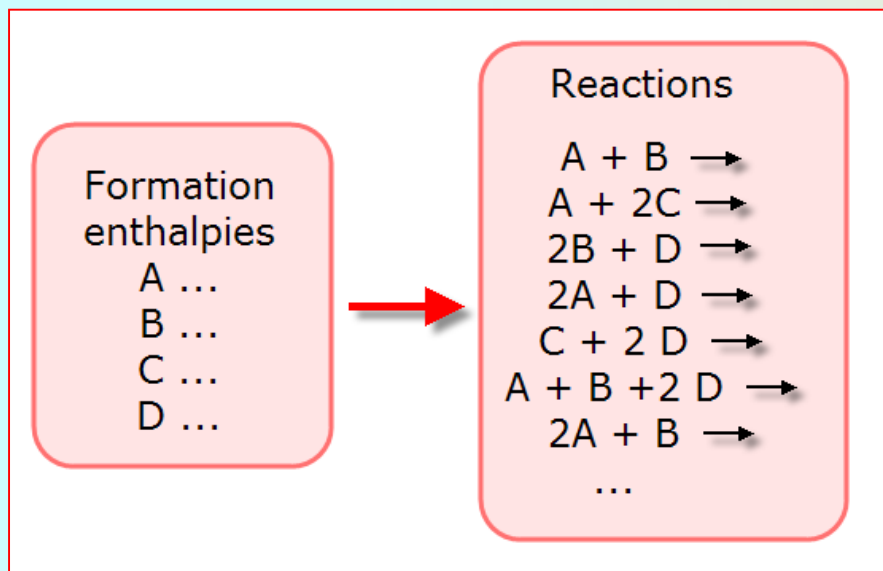 Formation
enthalpies
A ...
B ...
C ...
D ...
Reactions
A + B →
A + 2C →
2B + D →
2A + D →
C + 2 D →
A + B +2 D →
2A + B →
...